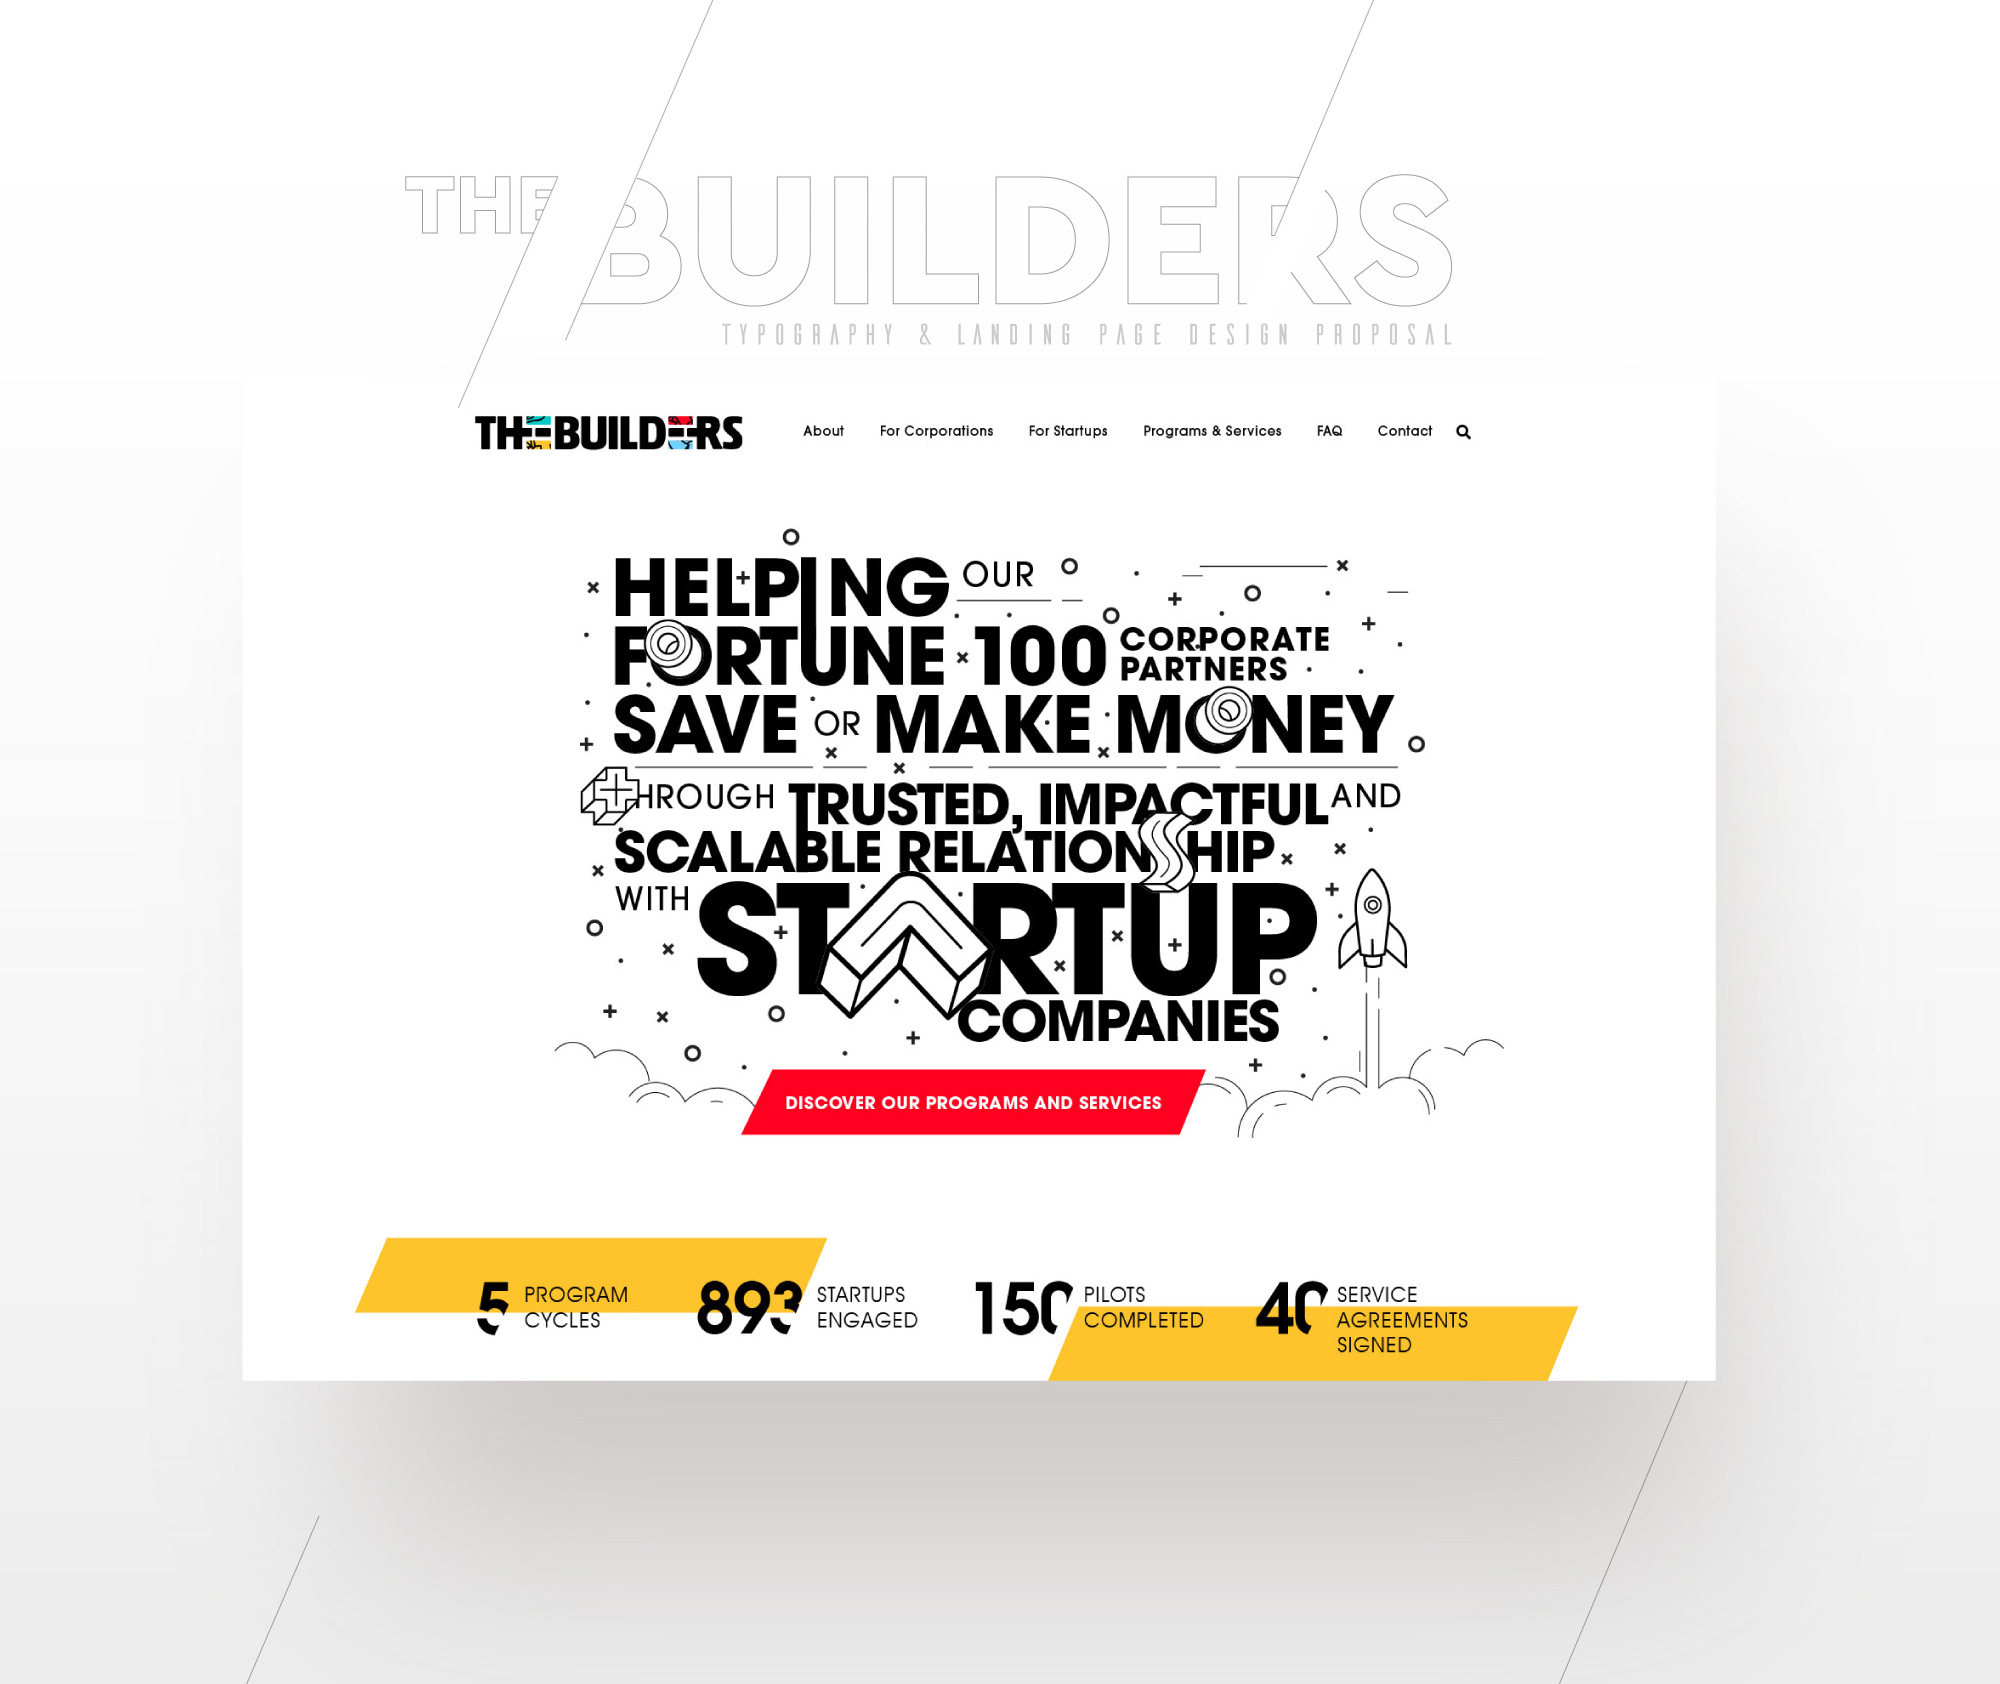 THE BUILDERS
TYPOGRAPHY & LANDING PAGE DESIGN PROPOSAL
THEBUILDERS
About For Corporations For Startups Programs & Services FAQ Contact
HELPING OUR
FORTUNE 100 CORPORATE
PARTNERS
SAVE OR MAKE MONEY
THROUGH TRUSTED, IMPACTFUL AND
SCALABLE RELATIONSHIP
WITH STARTUP
COMPANIES
DISCOVER OUR PROGRAMS AND SERVICES
5 PROGRAM
CYCLES
893 STARTUPS
ENGAGED
150 PILOTS
COMPLETED
40 SERVICE
AGREEMENTS
SIGNED